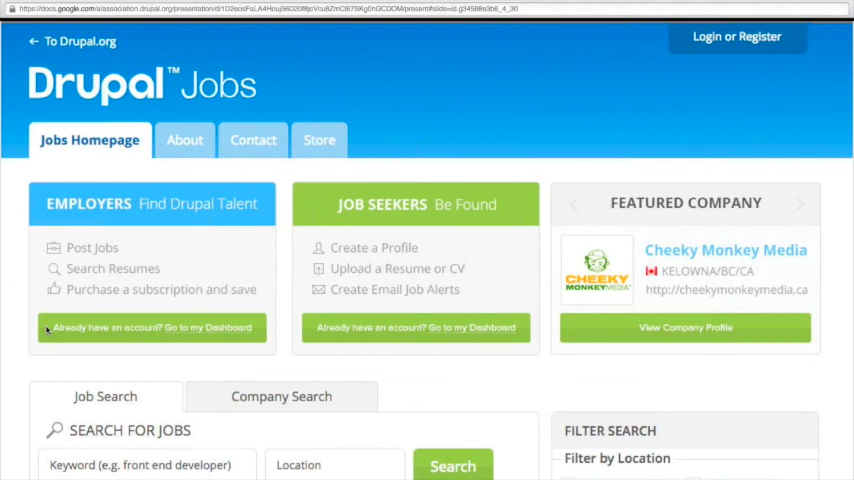 ← To Drupal.org
Login or Register
Drupal™ Jobs
Jobs Homepage
About
Contact
Store
EMPLOYERS Find Drupal Talent
Post Jobs
Search Resumes
Purchase a subscription and save
Already have an account? Go to my Dashboard
JOB SEEKERS Be Found
Create a Profile
Upload a Resume or CV
Create Email Job Alerts
Already have an account? Go to my Dashboard
FEATURED COMPANY
CHEEKY
MONKEY MEDIA
Cheeky Monkey Media
KELOWNA/BC/CA
http://cheekymonkeymedia.ca
View Company Profile
Job Search
Company Search
SEARCH FOR JOBS
Keyword (e.g. front end developer)
Location
Search
FILTER SEARCH
Filter by Location